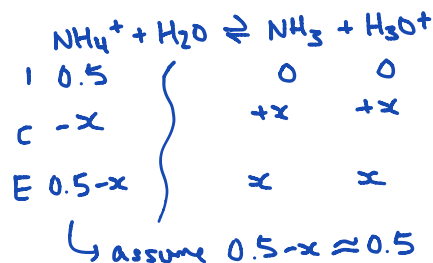 NH₄⁺ + H₂O ⇌ NH₃ + H₃O⁺
I 0.5 0 0
C -x +x +x
E 0.5-x x x
↳ assume 0.5-x ≈ 0.5